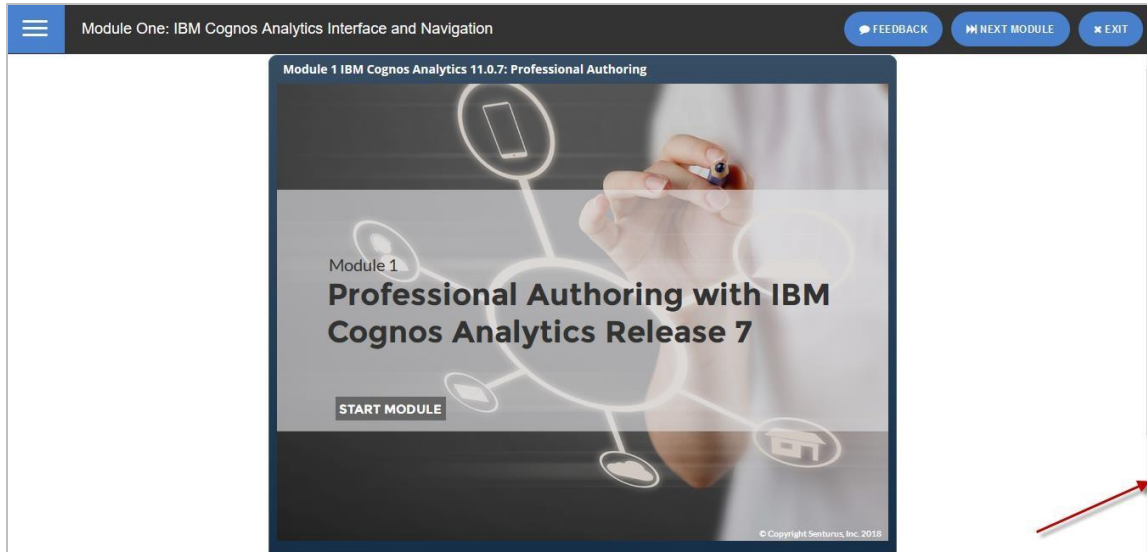 Module One: IBM Cognos Analytics Interface and Navigation
FEEDBACK
NEXT MODULE
EXIT
Module 1 IBM Cognos Analytics 11.0.7: Professional Authoring
Module 1
Professional Authoring with IBM
Cognos Analytics Release 7
START MODULE
© Copyright Senturus, Inc. 2018